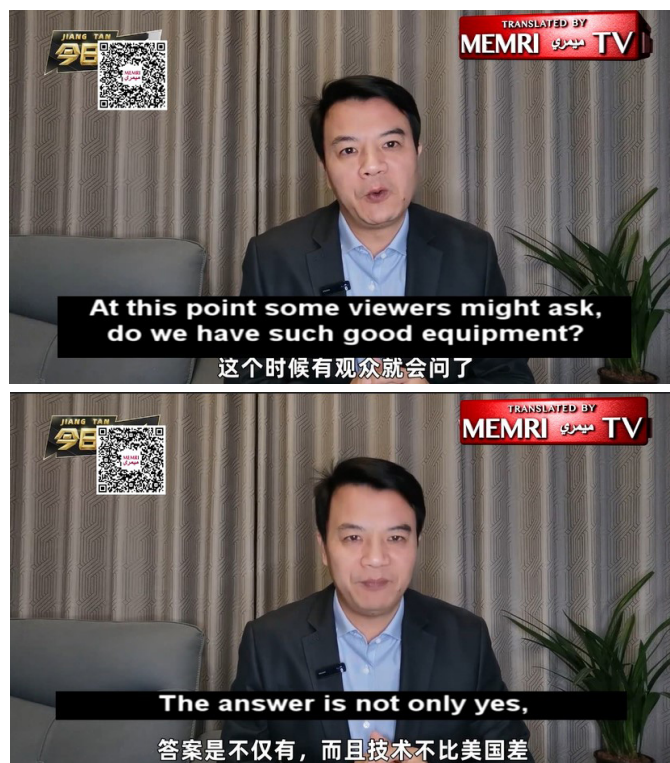 JIANG TAN
今日
MEMRI
ميمري
TRANSLATED BY
MEMRI ميمري TV
At this point some viewers might ask,
do we have such good equipment?
这个时候有观众就会问了
JIANG TAN
今日
MEMRI
ميمري
TRANSLATED BY
MEMRI ميمري TV
The answer is not only yes,
答案是不仅有，而且技术不比美国差